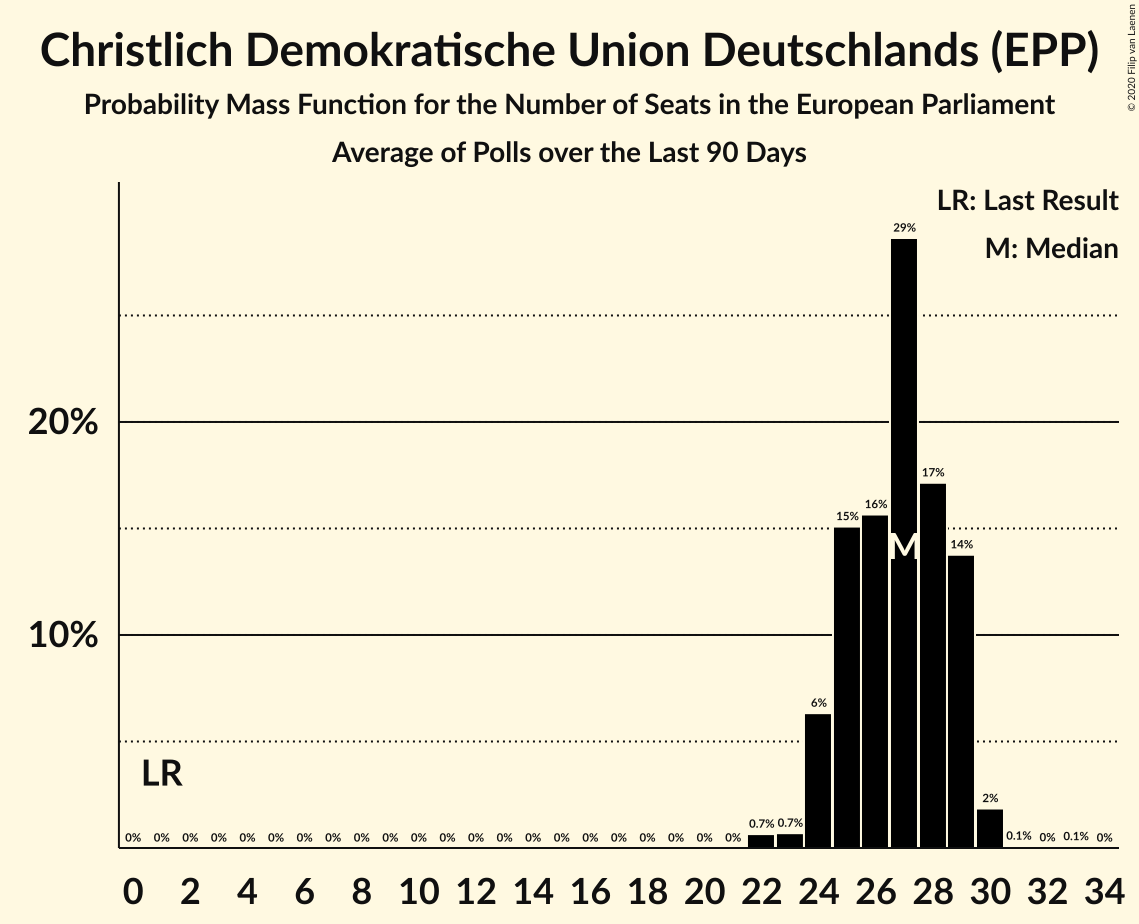 Christlich Demokratische Union Deutschlands (EPP)
Probability Mass Function for the Number of Seats in the European Parliament
Average of Polls over the Last 90 Days
© 2020 Filip van Laenen
LR: Last Result
M: Median
29%
20%
17%
16%
15%
M
14%
10%
6%
LR
2%
0% 0% 0% 0% 0% 0% 0% 0% 0% 0% 0% 0% 0% 0% 0% 0% 0% 0% 0% 0% 0% 0% 0.7% 0.7% 0.1% 0% 0.1% 0%
0 2 4 6 8 10 12 14 16 18 20 22 24 26 28 30 32 34